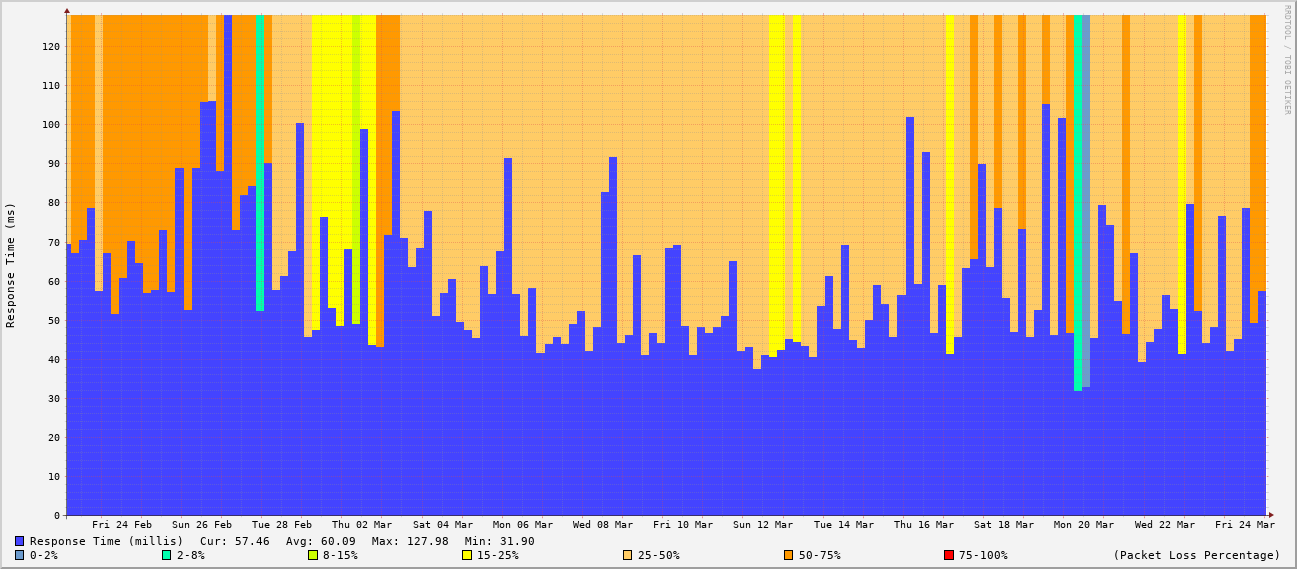 RRDTOOL / TOBI OETIKER
Response Time (ms)
120
110
100
90
80
70
60
50
40
30
20
10
0
Fri 24 Feb Sun 26 Feb Tue 28 Feb Thu 02 Mar Sat 04 Mar Mon 06 Mar Wed 08 Mar Fri 10 Mar Sun 12 Mar Tue 14 Mar Thu 16 Mar Sat 18 Mar Mon 20 Mar Wed 22 Mar Fri 24 Mar
Response Time (millis) Cur: 57.46 Avg: 60.09 Max: 127.98 Min: 31.90
0-2% 2-8% 8-15% 15-25% 25-50% 50-75% 75-100% (Packet Loss Percentage)